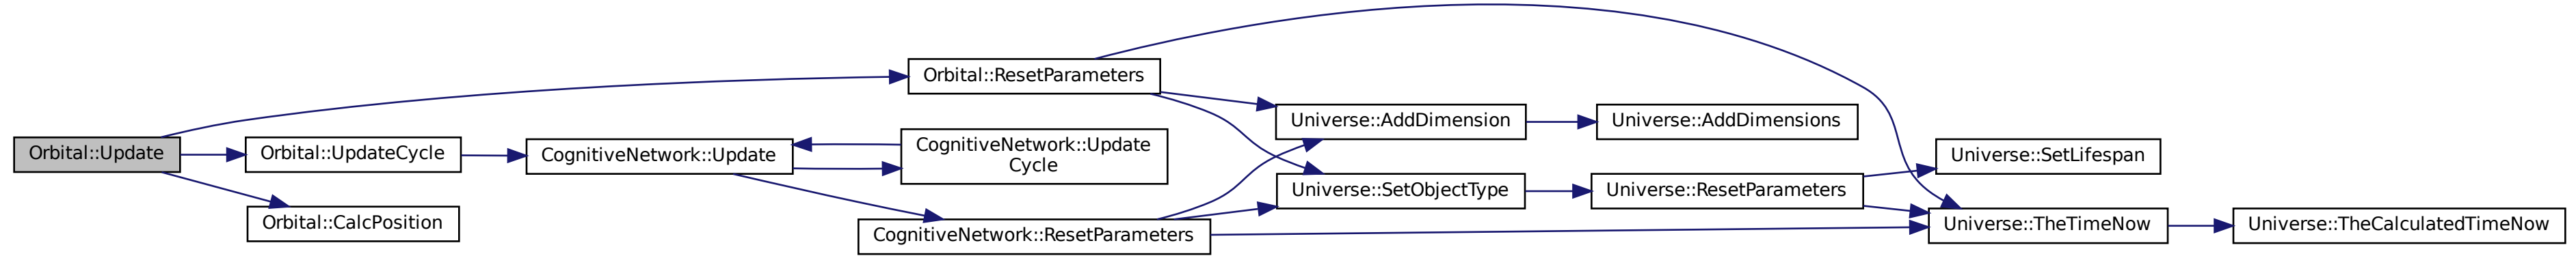 Orbital::Update
Orbital::UpdateCycle
Orbital::CalcPosition
CognitiveNetwork::Update
Orbital::ResetParameters
CognitiveNetwork::Update
Cycle
CognitiveNetwork::ResetParameters
Universe::AddDimension
Universe::SetObjectType
Universe::AddDimensions
Universe::ResetParameters
Universe::SetLifespan
Universe::TheTimeNow
Universe::TheCalculatedTimeNow